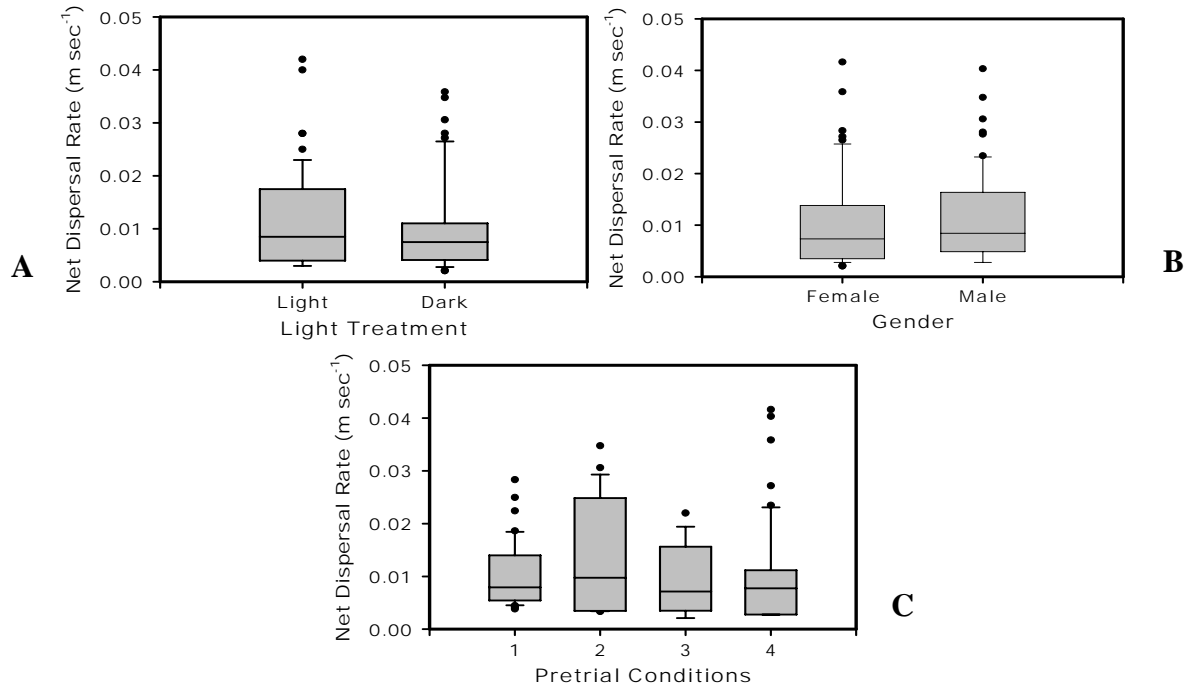 Net Dispersal Rate (m sec⁻¹)
0.05
0.04
0.03
0.02
0.01
0.00
Light Dark
Light Treatment
A
Net Dispersal Rate (m sec⁻¹)
0.05
0.04
0.03
0.02
0.01
0.00
Female Male
Gender
B
Net Dispersal Rate (m sec⁻¹)
0.05
0.04
0.03
0.02
0.01
0.00
1 2 3 4
Pretrial Conditions
C